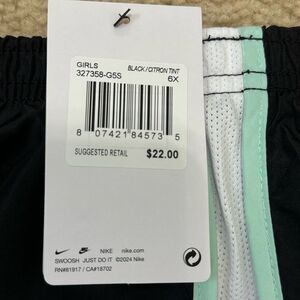 GIRLS BLACK/CITRON TINT
327358-G5S 6X
8 07421 84573 5
SUGGESTED RETAIL $22.00
NIKE nike.com
SWOOSH JUST DO IT ©2024 Nike
RN#81917 / CA#18702